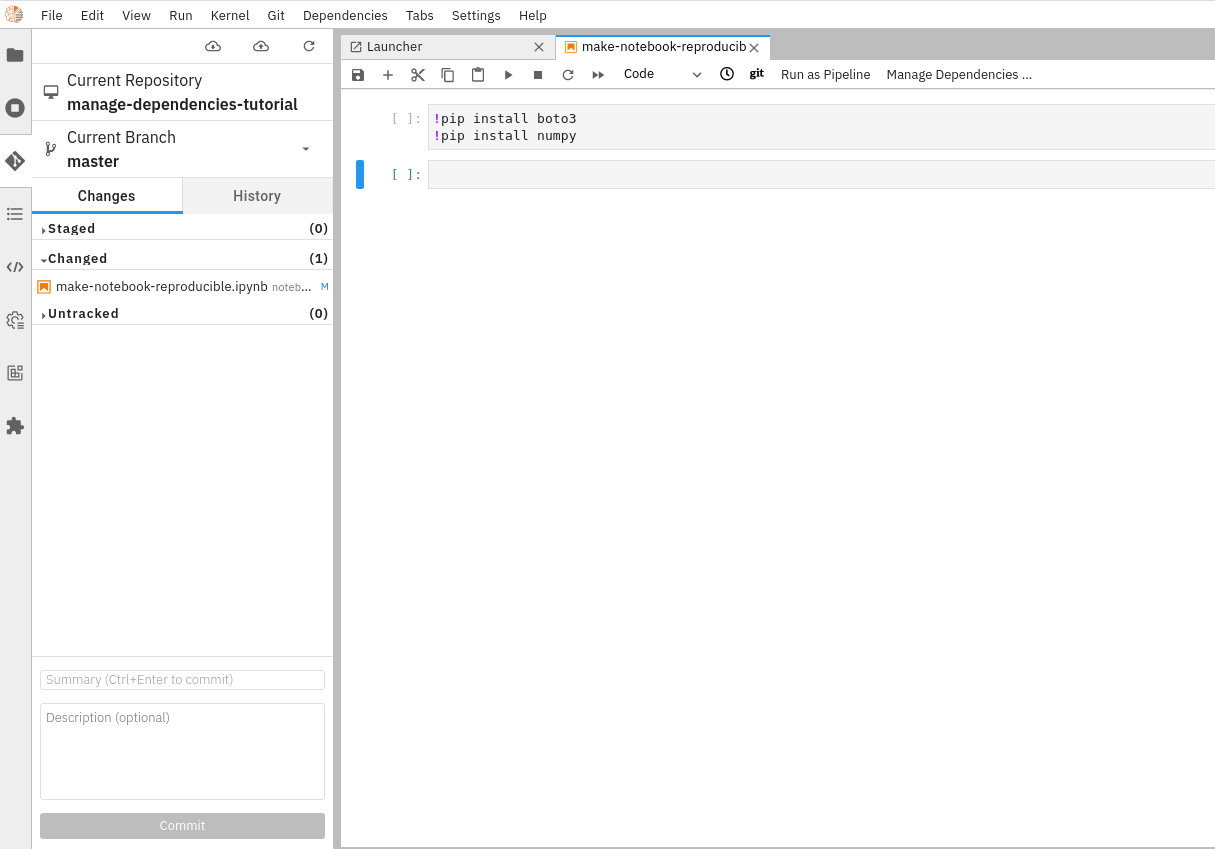 File Edit View Run Kernel Git Dependencies Tabs Settings Help
Current Repository
manage-dependencies-tutorial
Current Branch
master
Changes History
Staged (0)
Changed (1)
make-notebook-reproducible.ipynb noteb... M
Untracked (0)
Summary (Ctrl+Enter to commit)
Description (optional)
Commit
Launcher make-notebook-reproducib
Code git Run as Pipeline Manage Dependencies ...
[ ]: !pip install boto3
!pip install numpy
[ ]: